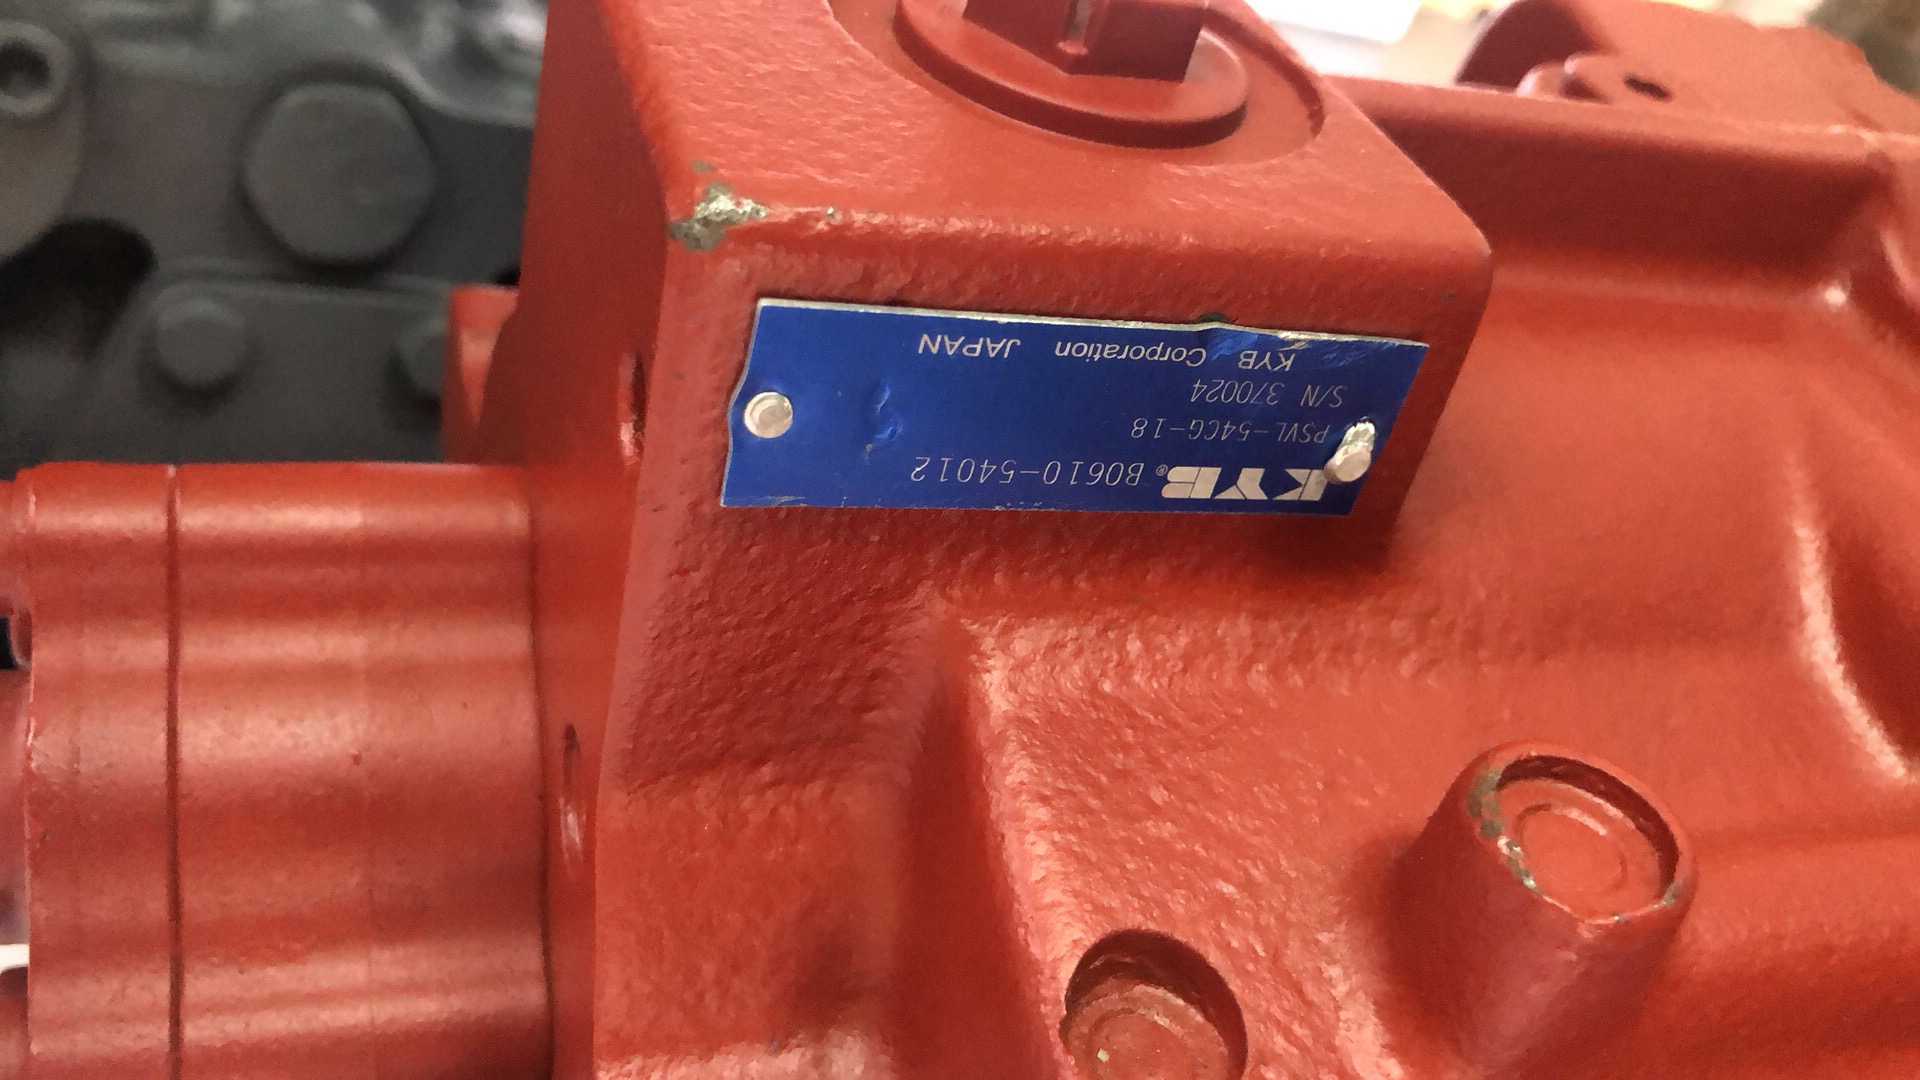 KYB® B0610-54012
PSVL-54CG-18
S/N 370024
KYB Corporation JAPAN